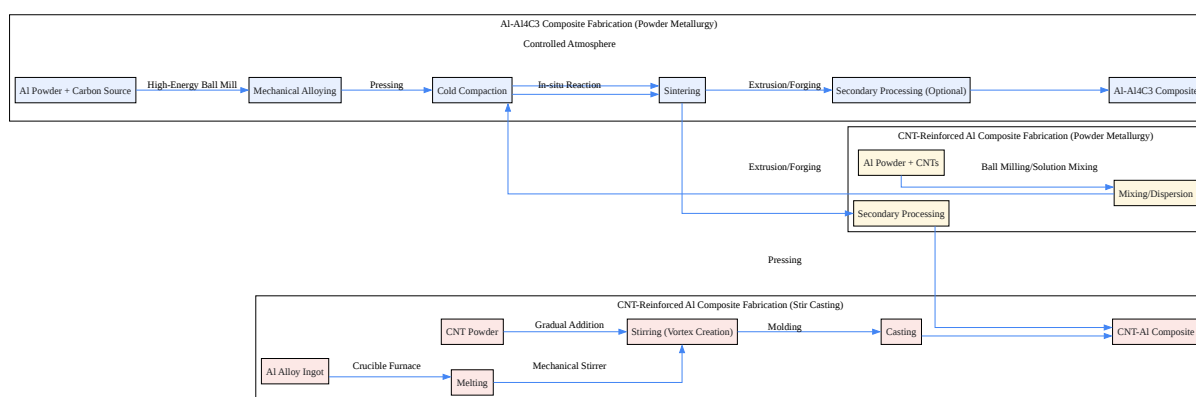 Al-Al4C3 Composite Fabrication (Powder Metallurgy)
Controlled Atmosphere
Al Powder + Carbon Source
High-Energy Ball Mill
Mechanical Alloying
Pressing
Cold Compaction
In-situ Reaction
Sintering
Extrusion/Forging
Secondary Processing (Optional)
Al-Al4C3 Composite
CNT-Reinforced Al Composite Fabrication (Powder Metallurgy)
Al Powder + CNTs
Extrusion/Forging
Ball Milling/Solution Mixing
Mixing/Dispersion
Secondary Processing
Pressing
CNT-Reinforced Al Composite Fabrication (Stir Casting)
CNT Powder
Gradual Addition
Stirring (Vortex Creation)
Molding
Casting
CNT-Al Composite
Al Alloy Ingot
Crucible Furnace
Melting
Mechanical Stirrer